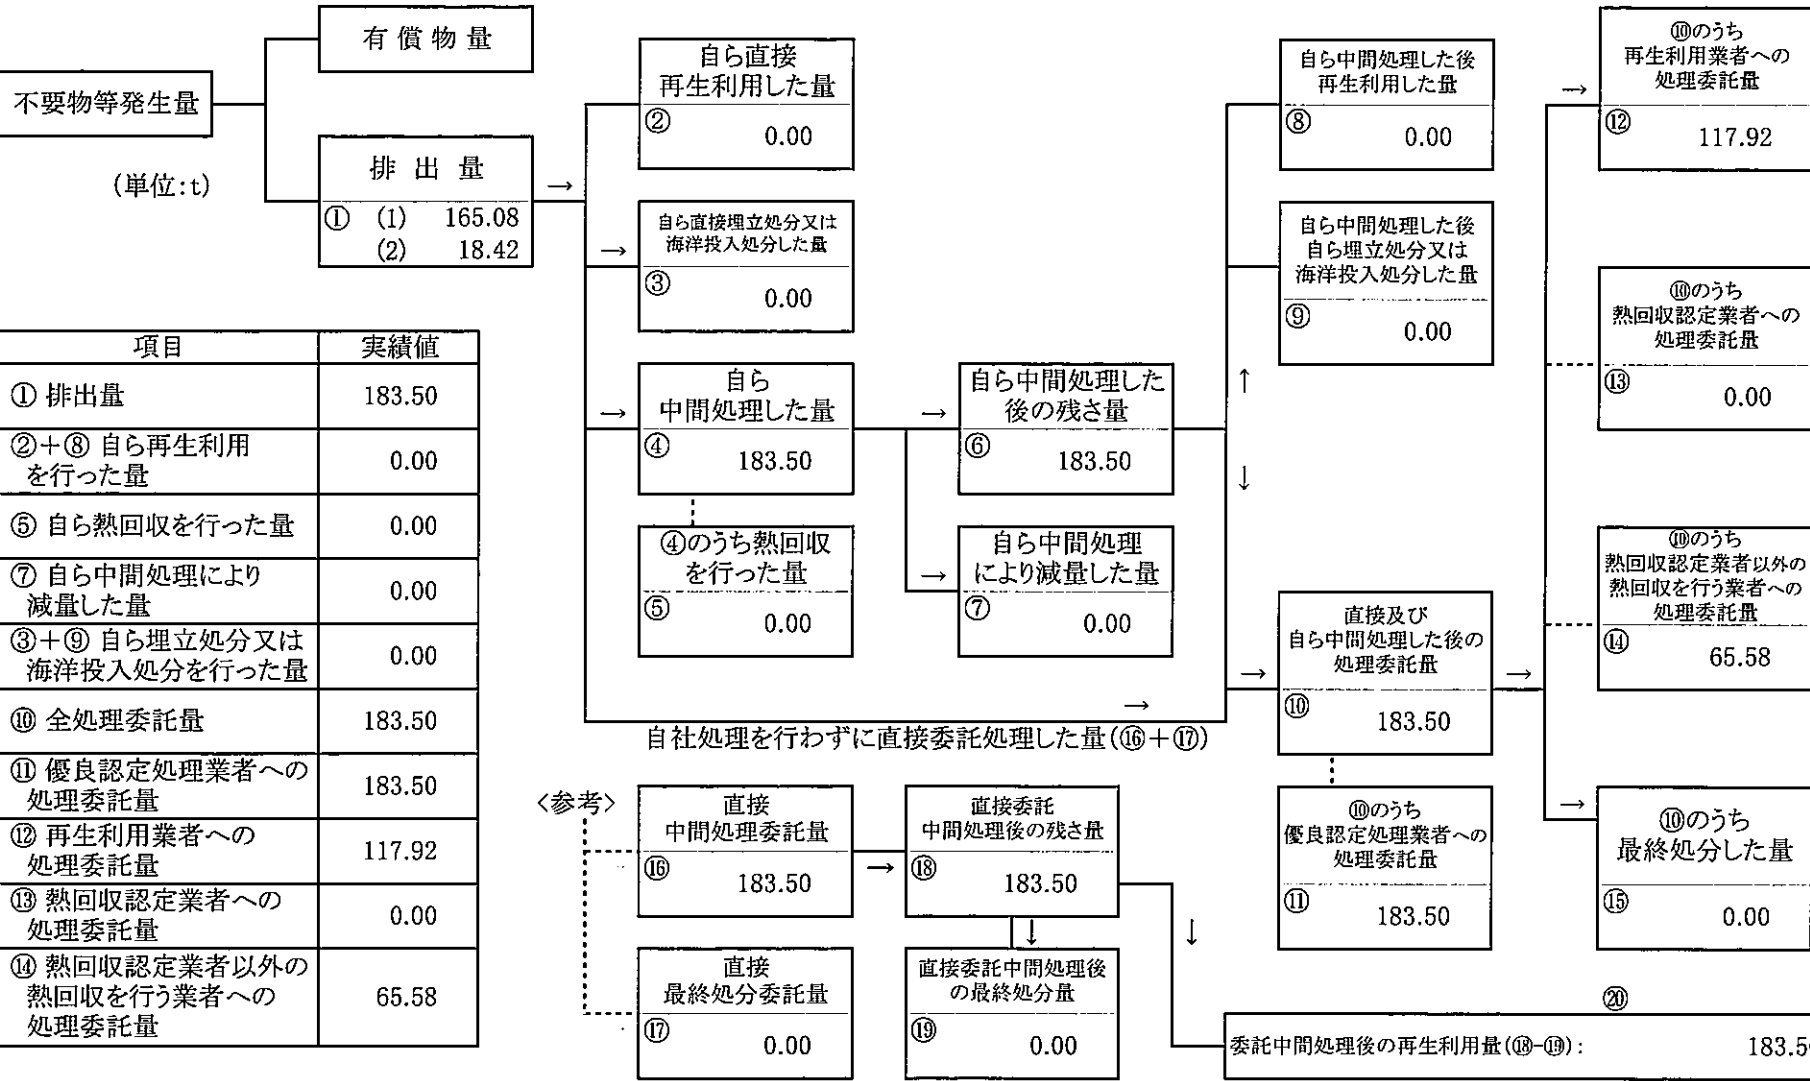 有償物量
不要物等発生量
(単位:t)
排出量
① (1) 165.08
(2) 18.42
→
自ら直接
再生利用した量
② 0.00
→
自ら直接埋立処分又は
海洋投入処分した量
③ 0.00
→
自ら
中間処理した量
④ 183.50
④のうち熱回収
を行った量
⑤ 0.00
→
自ら中間処理した
後の残さ量
⑥ 183.50
→
自ら中間処理
により減量した量
⑦ 0.00
自ら中間処理した後
再生利用した量
⑧ 0.00
自ら中間処理した後
自ら埋立処分又は
海洋投入処分した量
⑨ 0.00
↑
↓
→
直接及び
自ら中間処理した後の
処理委託量
⑩ 183.50
→
⑩のうち
優良認定処理業者への
処理委託量
⑪ 183.50
→
⑩のうち
再生利用業者への
処理委託量
⑫ 117.92
⑩のうち
熱回収認定業者への
処理委託量
⑬ 0.00
⑩のうち
熱回収認定業者以外の
熱回収を行う業者への
処理委託量
⑭ 65.58
→
⑩のうち
最終処分した量
⑮ 0.00
→
自社処理を行わずに直接委託処理した量(⑯+⑰)
<参考>
直接
中間処理委託量
⑯ 183.50
→
直接委託
中間処理後の残さ量
⑱ 183.50
↓
↓
直接
最終処分委託量
⑰ 0.00
直接委託中間処理後
の最終処分量
⑲ 0.00
⑳
委託中間処理後の再生利用量(⑱-⑲): 183.5
項目 実績値
① 排出量 183.50
②+⑧ 自ら再生利用
を行った量 0.00
⑤ 自ら熱回収を行った量 0.00
⑦ 自ら中間処理により
減量した量 0.00
③+⑨ 自ら埋立処分又は
海洋投入処分を行った量 0.00
⑩ 全処理委託量 183.50
⑪ 優良認定処理業者への
処理委託量 183.50
⑫ 再生利用業者への
処理委託量 117.92
⑬ 熱回収認定業者への
処理委託量 0.00
⑭ 熱回収認定業者以外の
熱回収を行う業者への
処理委託量 65.58